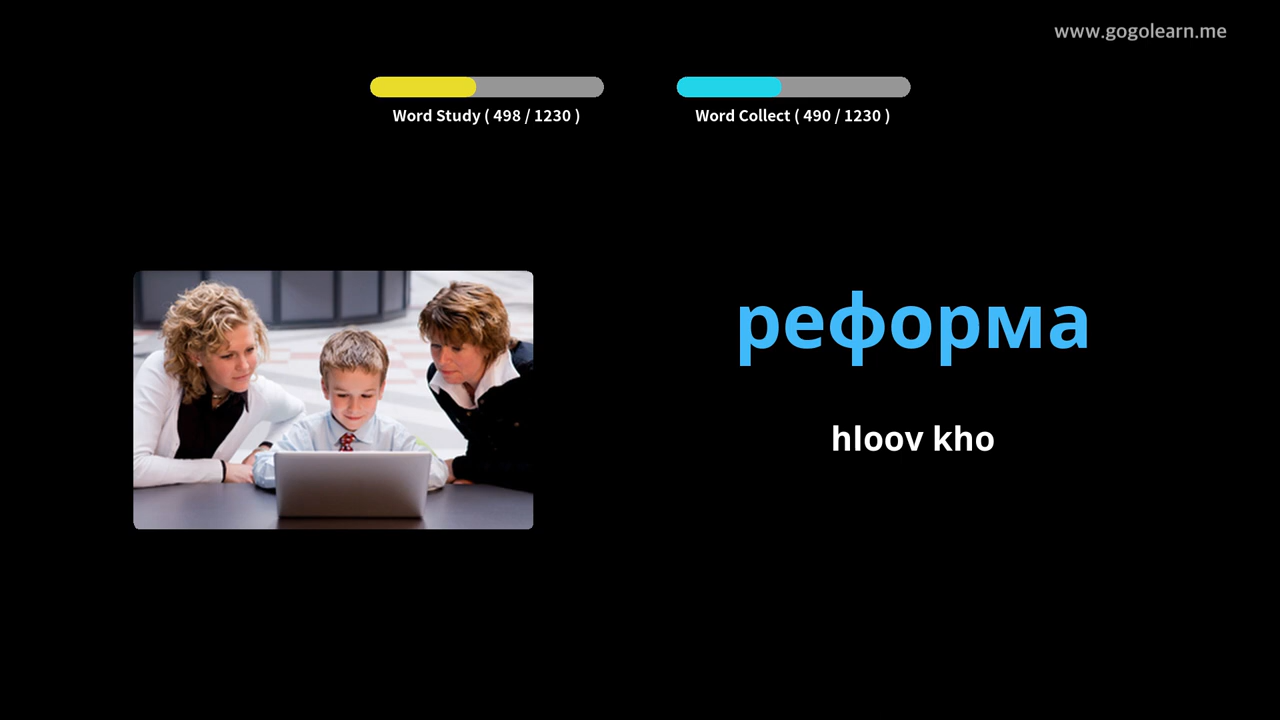 www.gogolearn.me
Word Study ( 498 / 1230 )
Word Collect ( 490 / 1230 )
реформа
hloov kho